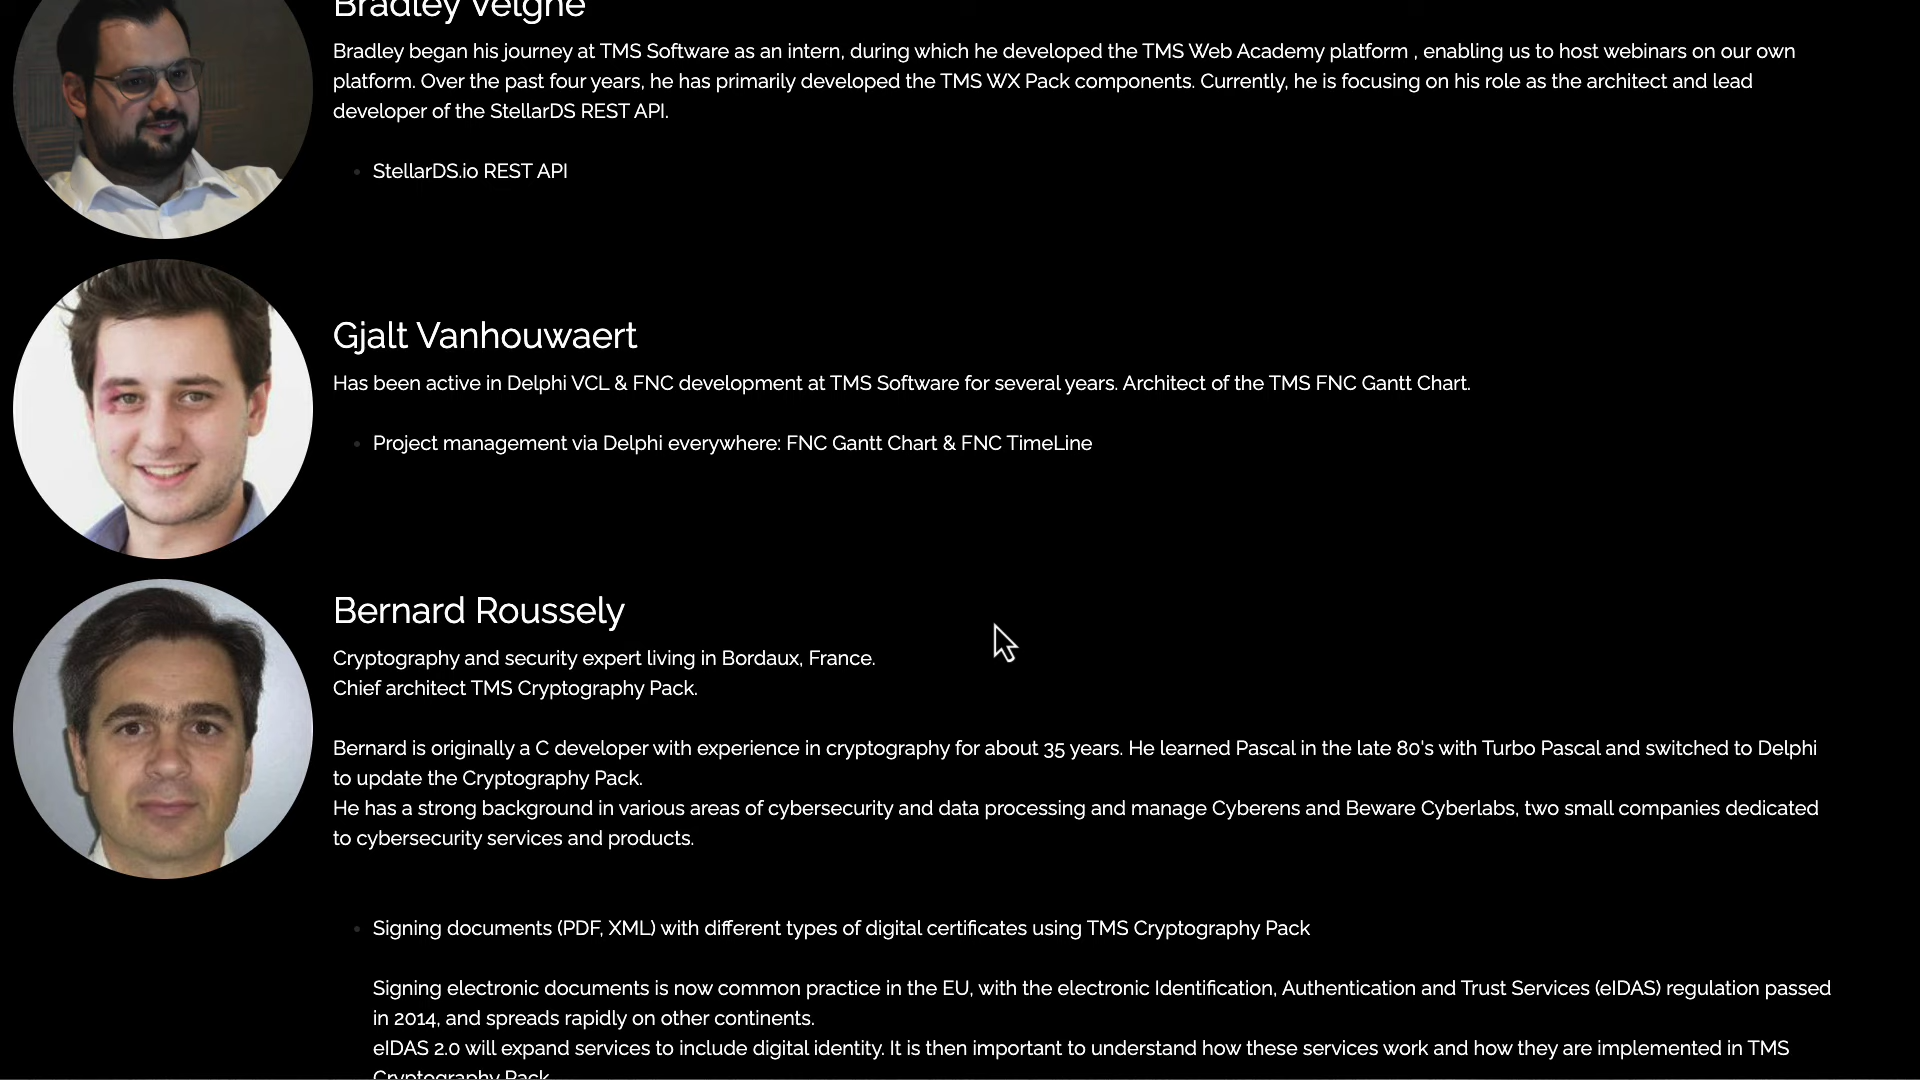 Bradley Velghe
Bradley began his journey at TMS Software as an intern, during which he developed the TMS Web Academy platform , enabling us to host webinars on our own
platform. Over the past four years, he has primarily developed the TMS WX Pack components. Currently, he is focusing on his role as the architect and lead
developer of the StellarDS REST API.
StellarDS.io REST API
Gjalt Vanhouwaert
Has been active in Delphi VCL & FNC development at TMS Software for several years. Architect of the TMS FNC Gantt Chart.
Project management via Delphi everywhere: FNC Gantt Chart & FNC TimeLine
Bernard Roussely
Cryptography and security expert living in Bordaux, France.
Chief architect TMS Cryptography Pack.
Bernard is originally a C developer with experience in cryptography for about 35 years. He learned Pascal in the late 80's with Turbo Pascal and switched to Delphi
to update the Cryptography Pack.
He has a strong background in various areas of cybersecurity and data processing and manage Cyberens and Beware Cyberlabs, two small companies dedicated
to cybersecurity services and products.
Signing documents (PDF, XML) with different types of digital certificates using TMS Cryptography Pack
Signing electronic documents is now common practice in the EU, with the electronic Identification, Authentication and Trust Services (eIDAS) regulation passed
in 2014, and spreads rapidly on other continents.
eIDAS 2.0 will expand services to include digital identity. It is then important to understand how these services work and how they are implemented in TMS
Cryptography Pack